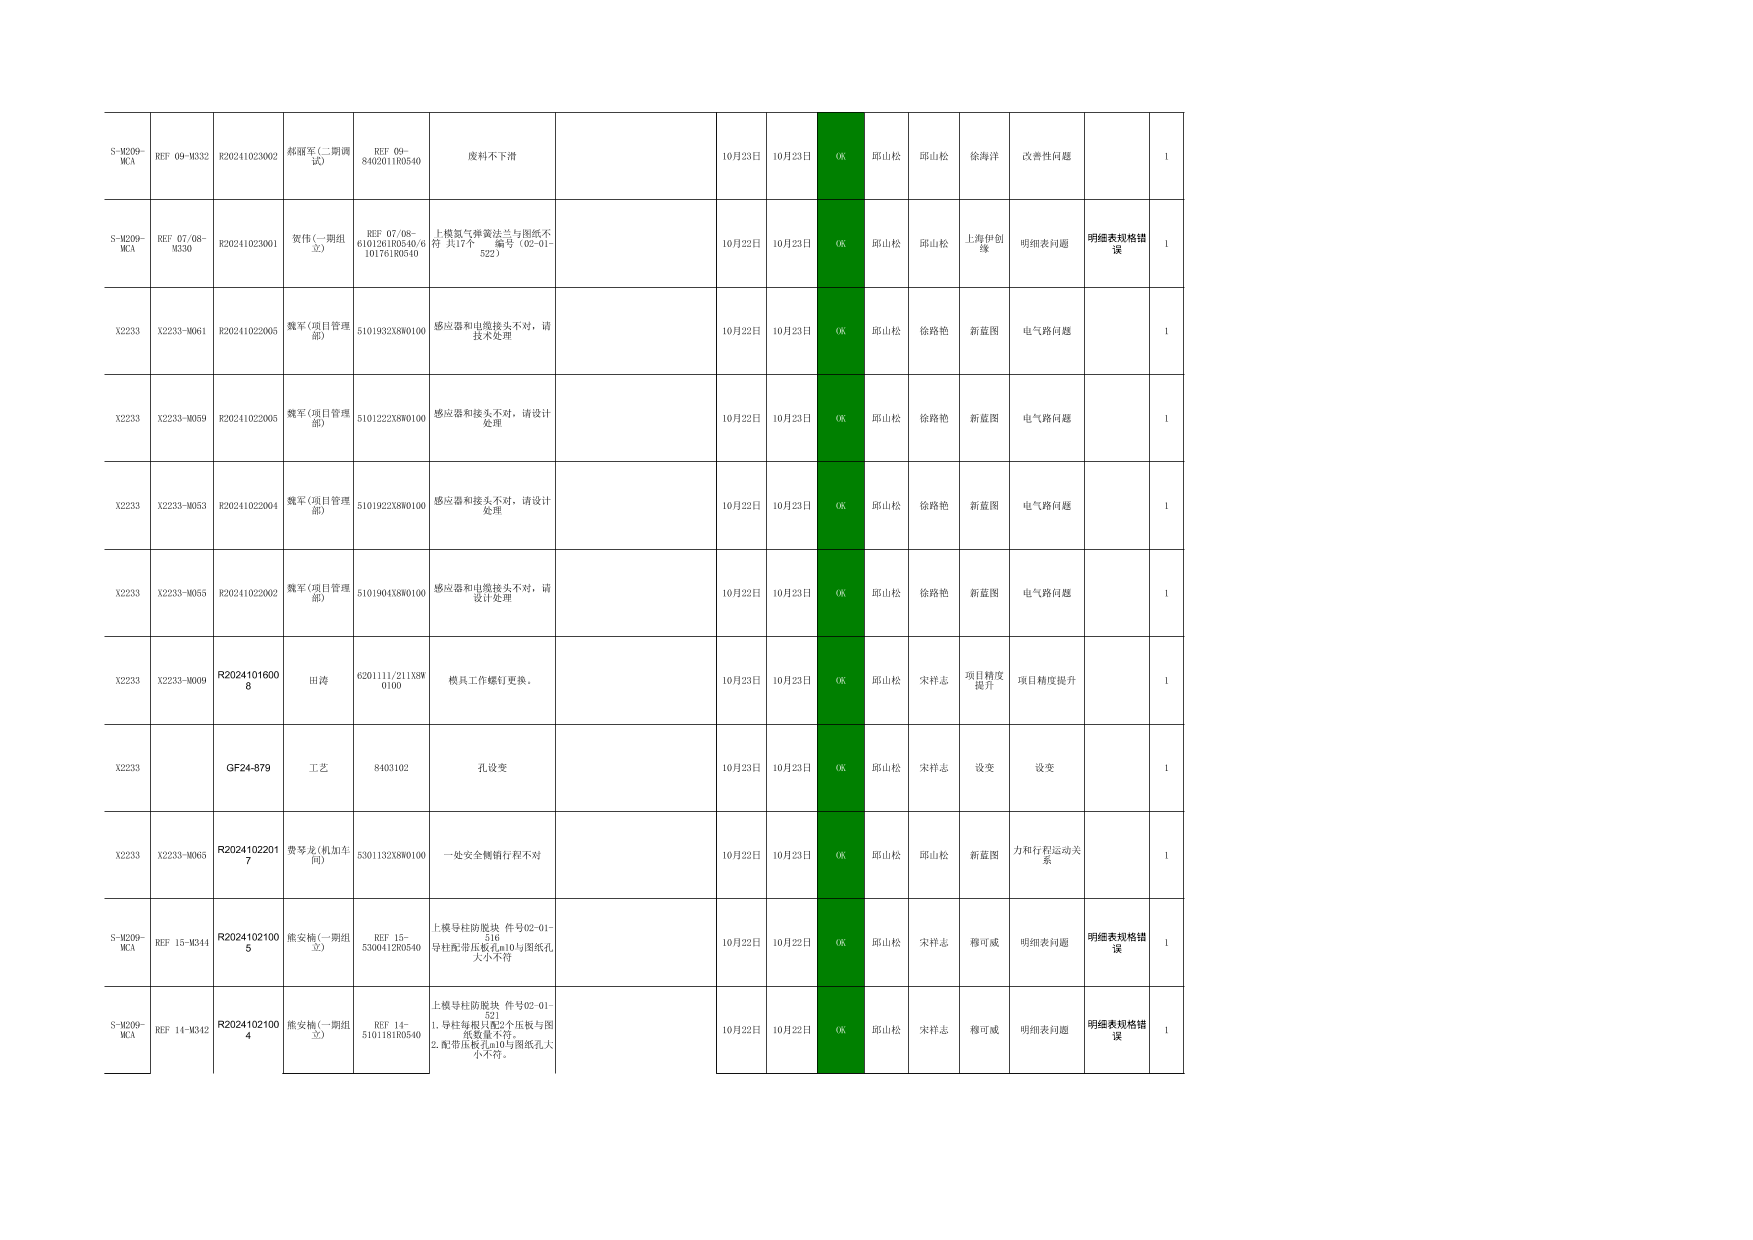 S-M209-MCA REF 09-M332 R20241023002 郝丽军(二期调试) REF 09-8402011R0540 废料不下滑 10月23日 10月23日 OK 邱山松 邱山松 徐海洋 改善性问题 1
S-M209-MCA REF 07/08-M330 R20241023001 贺伟(一期组立) REF 07/08-6101261R0540/6101761R0540 上模氮气弹簧法兰与图纸不符 共17个 编号（02-01-522） 10月22日 10月23日 OK 邱山松 邱山松 上海伊创缘 明细表问题 明细表规格错误 1
X2233 X2233-M061 R20241022005 魏军(项目管理部) 5101932X8W0100 感应器和电缆接头不对，请技术处理 10月22日 10月23日 OK 邱山松 徐路艳 新蓝图 电气路问题 1
X2233 X2233-M059 R20241022005 魏军(项目管理部) 5101222X8W0100 感应器和接头不对，请设计处理 10月22日 10月23日 OK 邱山松 徐路艳 新蓝图 电气路问题 1
X2233 X2233-M053 R20241022004 魏军(项目管理部) 5101922X8W0100 感应器和接头不对，请设计处理 10月22日 10月23日 OK 邱山松 徐路艳 新蓝图 电气路问题 1
X2233 X2233-M055 R20241022002 魏军(项目管理部) 5101904X8W0100 感应器和电缆接头不对，请设计处理 10月22日 10月23日 OK 邱山松 徐路艳 新蓝图 电气路问题 1
X2233 X2233-M009 R20241016008 田涛 6201111/211X8W0100 模具工作螺钉更换。 10月23日 10月23日 OK 邱山松 宋祥志 项目精度提升 项目精度提升 1
X2233 GF24-879 工艺 8403102 孔设变 10月23日 10月23日 OK 邱山松 宋祥志 设变 设变 1
X2233 X2233-M065 R20241022017 费琴龙(机加车间) 5301132X8W0100 一处安全侧销行程不对 10月22日 10月23日 OK 邱山松 邱山松 新蓝图 力和行程运动关系 1
S-M209-MCA REF 15-M344 R20241021005 熊安楠(一期组立) REF 15-5300412R0540 上模导柱防脱块 件号02-01-516 导柱配带压板孔m10与图纸孔大小不符 10月22日 10月22日 OK 邱山松 宋祥志 穆可威 明细表问题 明细表规格错误 1
S-M209-MCA REF 14-M342 R20241021004 熊安楠(一期组立) REF 14-5101181R0540 上模导柱防脱块 件号02-01-521 1.导柱每根只配2个压板与图纸数量不符。 2.配带压板孔m10与图纸孔大小不符。 10月22日 10月22日 OK 邱山松 宋祥志 穆可威 明细表问题 明细表规格错误 1